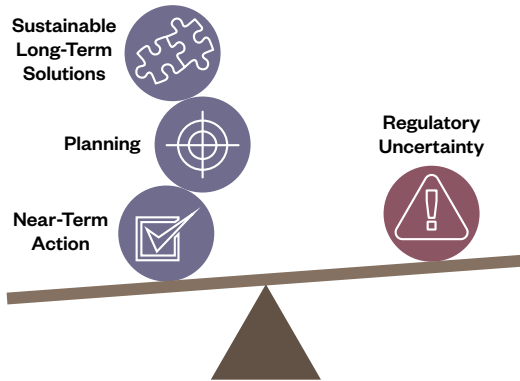 Sustainable
Long-Term
Solutions
Planning
Near-Term
Action
Regulatory
Uncertainty